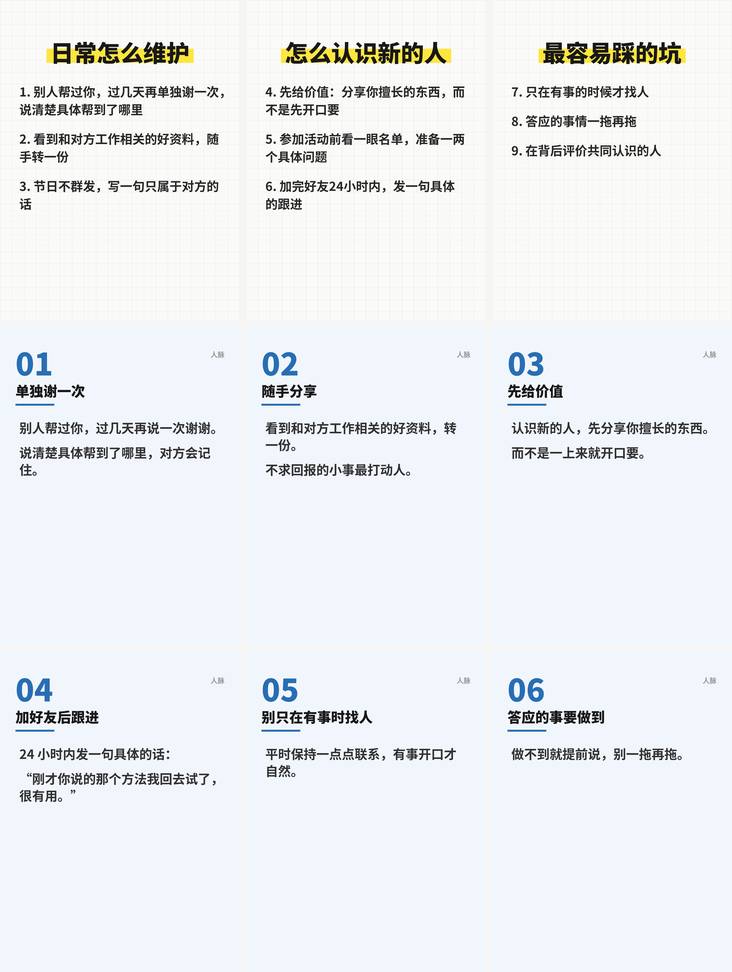 日常怎么维护
1. 别人帮过你，过几天再单独谢一次，
说清楚具体帮到了哪里
2. 看到和对方工作相关的好资料，随
手转一份
3. 节日不群发，写一句只属于对方的
话
怎么认识新的人
4. 先给价值：分享你擅长的东西，而
不是先开口要
5. 参加活动前看一眼名单，准备一两
个具体问题
6. 加完好友24小时内，发一句具体
的跟进
最容易踩的坑
7. 只在有事的时候才找人
8. 答应的事情一拖再拖
9. 在背后评价共同认识的人
人脉
01
单独谢一次
别人帮过你，过几天再说一次谢谢。
说清楚具体帮到了哪里，对方会记
住。
人脉
02
随手分享
看到和对方工作相关的好资料，转
一份。
不求回报的小事最打动人。
人脉
03
先给价值
认识新的人，先分享你擅长的东西。
而不是一上来就开口要。
人脉
04
加好友后跟进
24 小时内发一句具体的话：
“刚才你说的那个方法我回去试了，
很有用。”
人脉
05
别只在有事时找人
平时保持一点点联系，有事开口才
自然。
人脉
06
答应的事要做到
做不到就提前说，别一拖再拖。